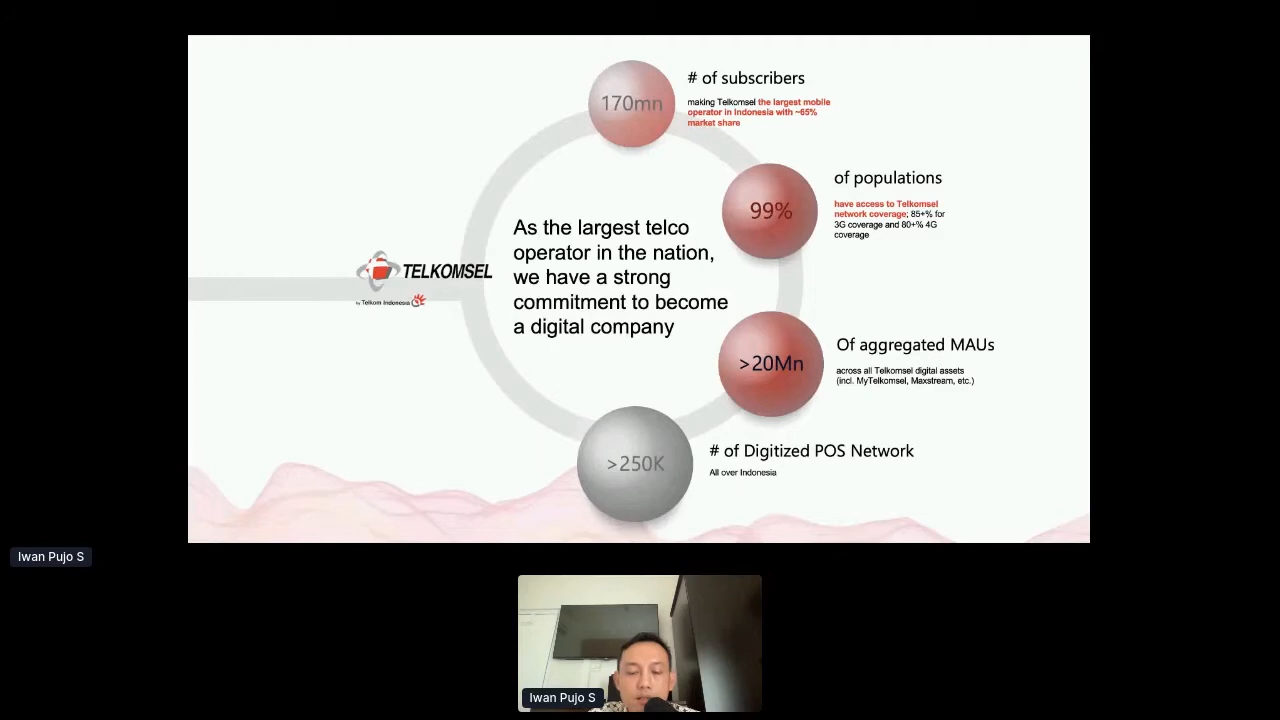 170mn
# of subscribers
making Telkomsel the largest mobile
operator in Indonesia with ~65%
market share
99%
of populations
have access to Telkomsel
network coverage; 85+% for
3G coverage and 80+% 4G
coverage
As the largest telco
operator in the nation,
we have a strong
commitment to become
a digital company
TELKOMSEL
by Telkom Indonesia
>20Mn
Of aggregated MAUs
across all Telkomsel digital assets
(incl. MyTelkomsel, Maxstream, etc.)
>250K
# of Digitized POS Network
All over Indonesia
Iwan Pujo S
Iwan Pujo S